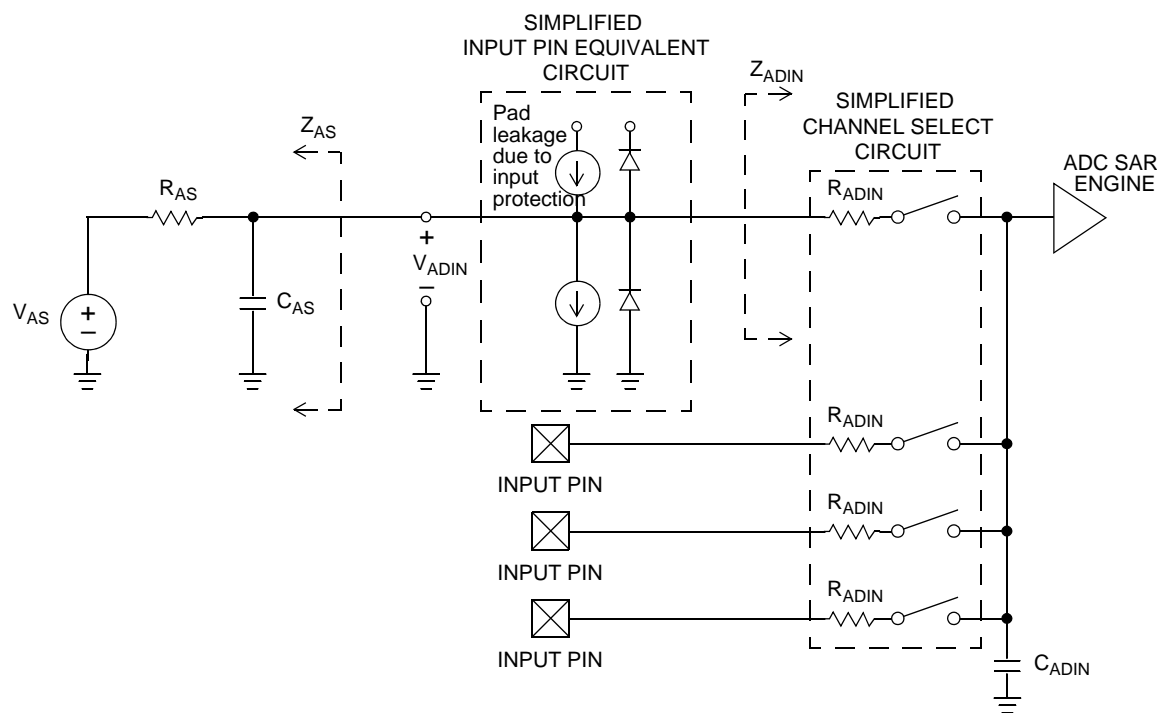 SIMPLIFIED
INPUT PIN EQUIVALENT
CIRCUIT
Pad
leakage
due to
input
protection
Z_AS
R_AS
Z_ADIN
SIMPLIFIED
CHANNEL SELECT
CIRCUIT
R_ADIN
ADC SAR
ENGINE
+
V_ADIN
−
V_AS
+
−
C_AS
R_ADIN
INPUT PIN
R_ADIN
INPUT PIN
R_ADIN
INPUT PIN
C_ADIN